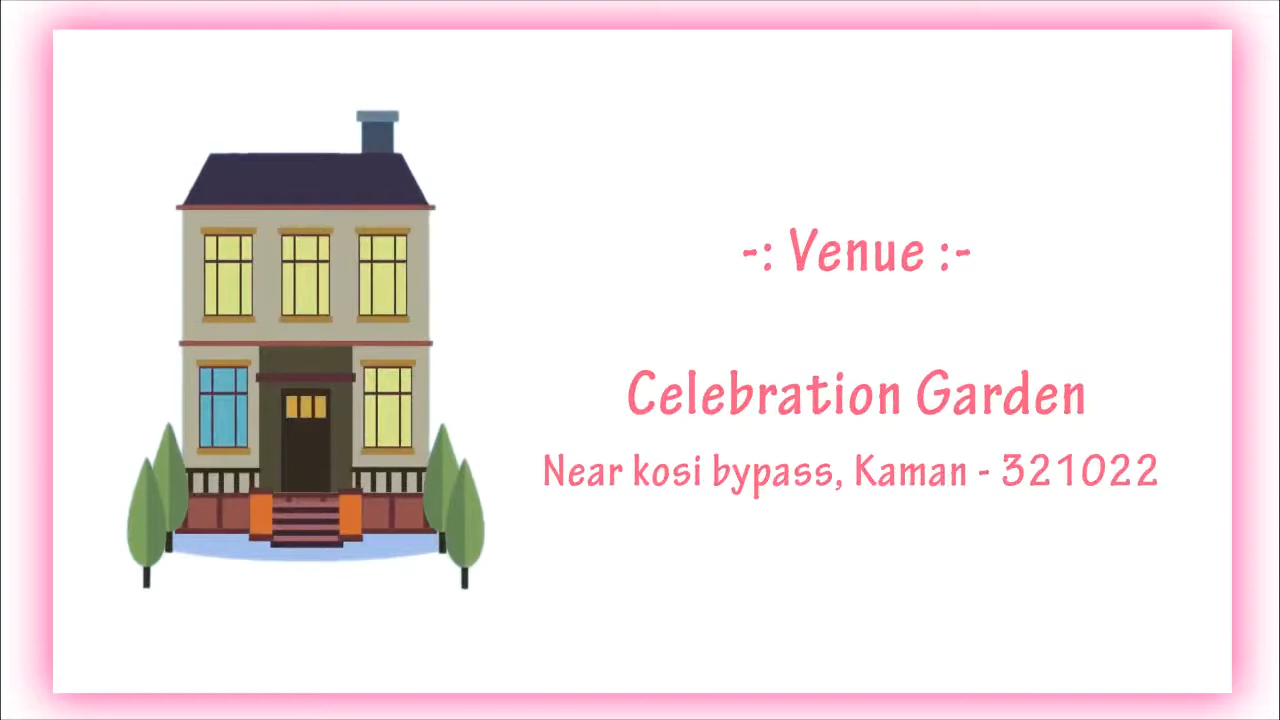 -: Venue :-
Celebration Garden
Near kosi bypass, Kaman - 321022